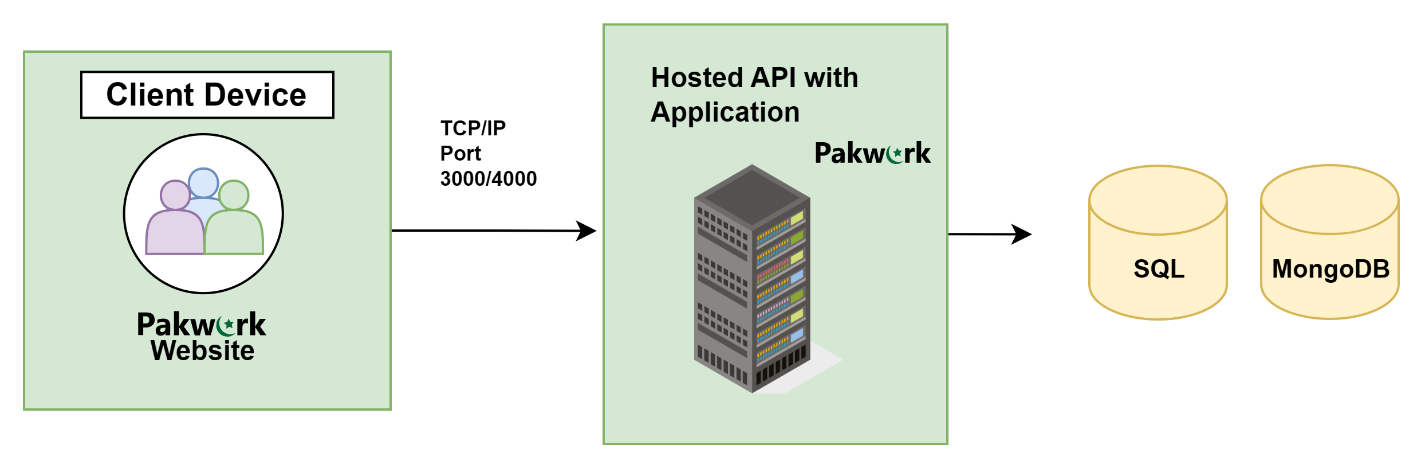 Client Device
Pakwork
Website
TCP/IP
Port
3000/4000
Hosted API with
Application
Pakwork
SQL
MongoDB